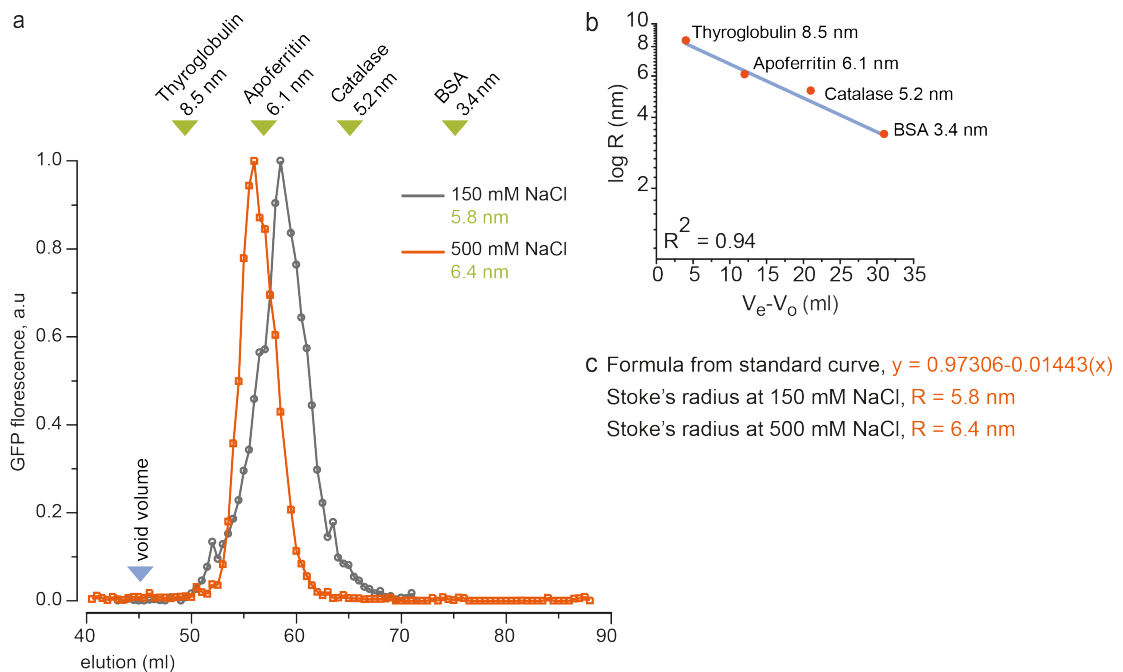 a
Thyroglobulin
8.5 nm
Apoferritin
6.1 nm
Catalase
5.2nm
BSA
3.4 nm
1.0
0.8
0.6
0.4
0.2
0.0
GFP florescence, a.u
150 mM NaCl
5.8 nm
500 mM NaCl
6.4 nm
void volume
40
50
60
70
80
90
elution (ml)
b
10
8
6
4
2
log R (nm)
Thyroglobulin 8.5 nm
Apoferritin 6.1 nm
Catalase 5.2 nm
BSA 3.4 nm
R² = 0.94
0
5
10
15
20
25
30
35
Ve-Vo (ml)
c Formula from standard curve, y = 0.97306-0.01443(x)
Stoke's radius at 150 mM NaCl, R = 5.8 nm
Stoke's radius at 500 mM NaCl, R = 6.4 nm